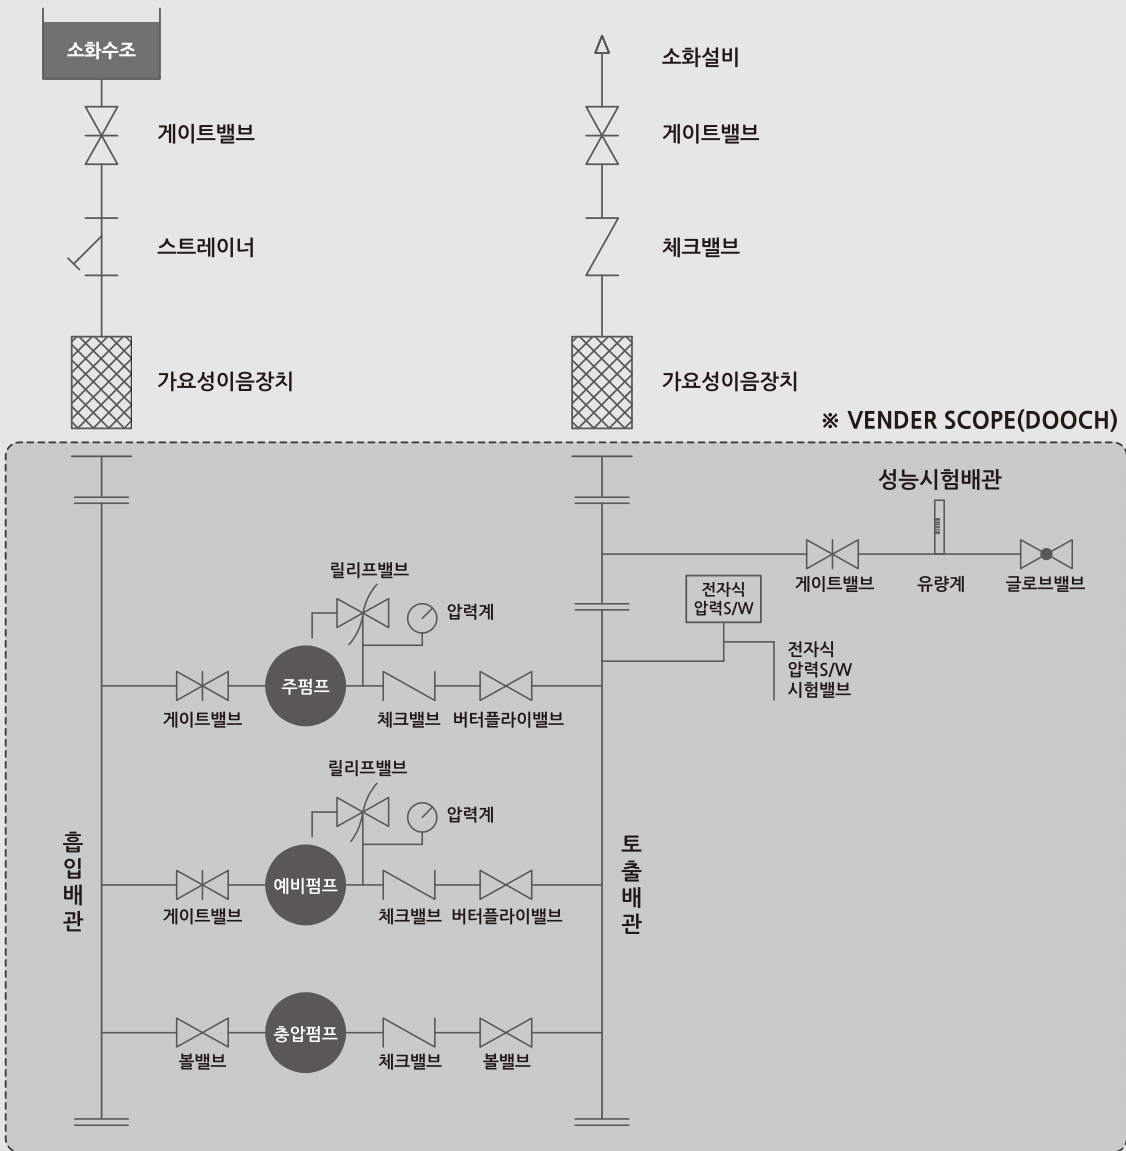 소화수조
소화설비
게이트밸브
게이트밸브
스트레이너
체크밸브
가요성이음장치
가요성이음장치
※ VENDER SCOPE(DOOCH)
성능시험배관
게이트밸브
유량계
글로브밸브
전자식
압력S/W
전자식
압력S/W
시험밸브
릴리프밸브
압력계
주펌프
게이트밸브
체크밸브
버터플라이밸브
릴리프밸브
압력계
예비펌프
게이트밸브
체크밸브
버터플라이밸브
흡입배관
토출배관
충압펌프
볼밸브
체크밸브
볼밸브